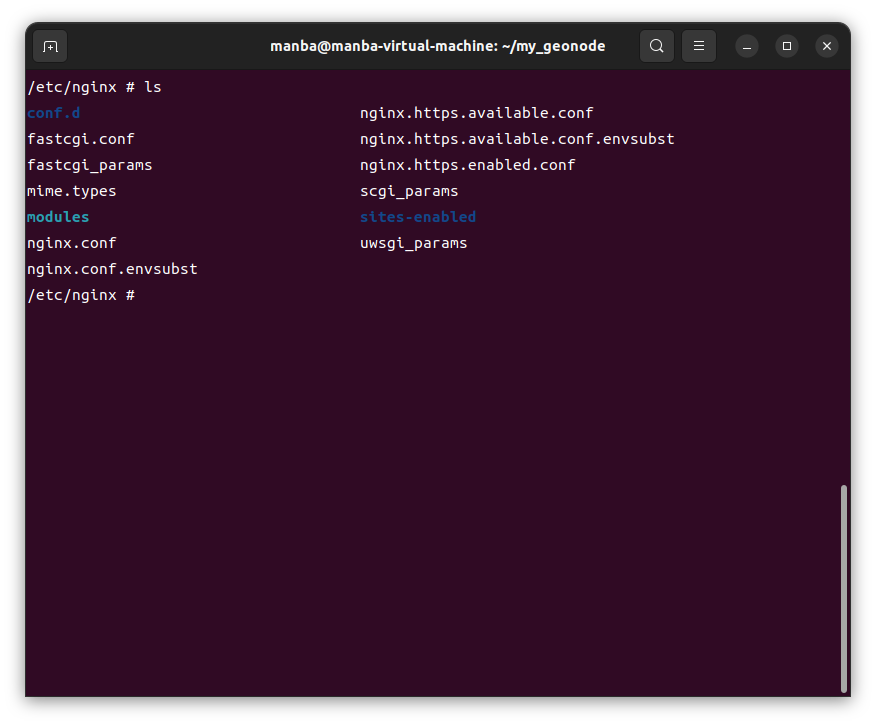 manba@manba-virtual-machine: ~/my_geonode
/etc/nginx # ls
conf.d nginx.https.available.conf
fastcgi.conf nginx.https.available.conf.envsubst
fastcgi_params nginx.https.enabled.conf
mime.types scgi_params
modules sites-enabled
nginx.conf uwsgi_params
nginx.conf.envsubst
/etc/nginx #